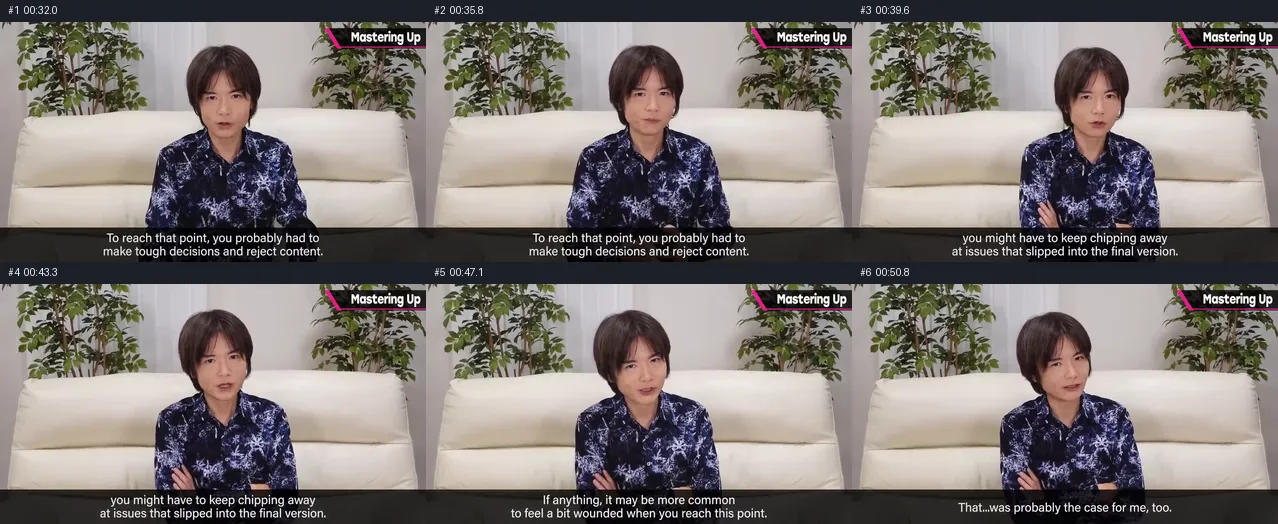 #1 00:32.0
#2 00:35.8
#3 00:39.6
Mastering Up
Mastering Up
Mastering Up
To reach that point, you probably had to
make tough decisions and reject content.
To reach that point, you probably had to
make tough decisions and reject content.
you might have to keep chipping away
at issues that slipped into the final version.
#4 00:43.3
#5 00:47.1
#6 00:50.8
Mastering Up
Mastering Up
Mastering Up
you might have to keep chipping away
at issues that slipped into the final version.
If anything, it may be more common
to feel a bit wounded when you reach this point.
That...was probably the case for me, too.